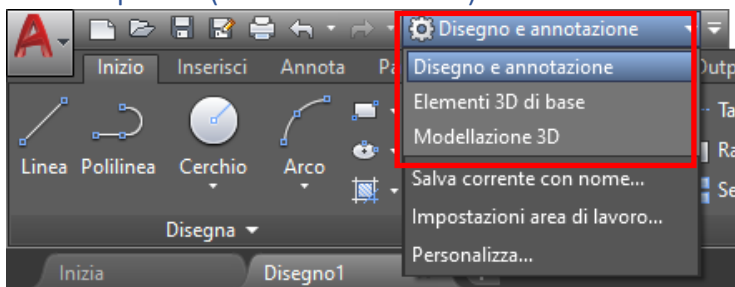 Disegno e annotazione
Inizio Inserisci Annota
Disegno e annotazione
Elementi 3D di base
Modellazione 3D
Linea Polilinea Cerchio Arco
Salva corrente con nome...
Impostazioni area di lavoro...
Disegna
Personalizza...
Inizia Disegno1